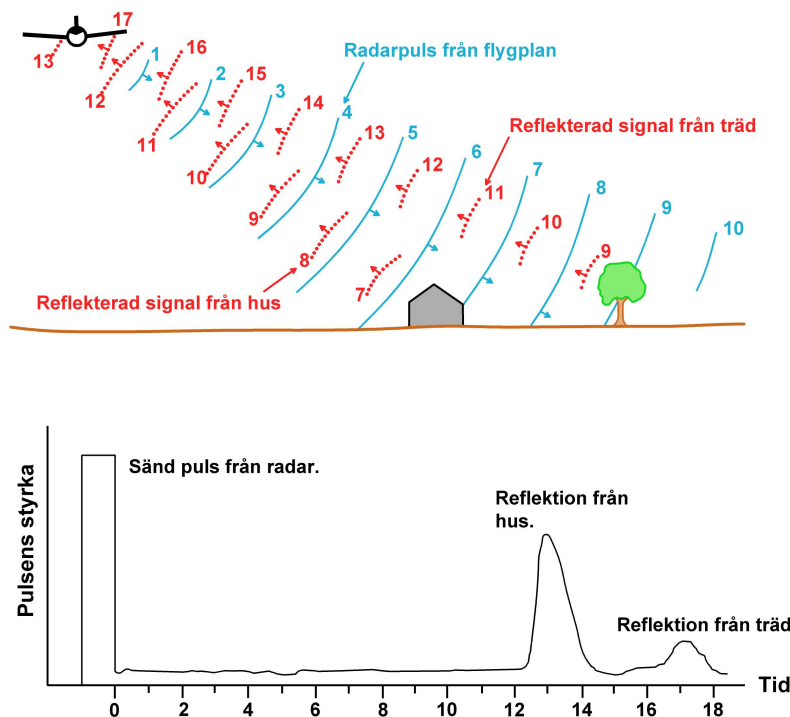 17
13
12
1
16
2
15
3
14
4
13
5
12
6
11
7
10
8
9
9
10
11
10
9
8
7
Radarpuls från flygplan
Reflekterad signal från träd
Reflekterad signal från hus
Pulsens styrka
Sänd puls från radar.
Reflektion från
hus.
Reflektion från träd
Tid
0 2 4 6 8 10 12 14 16 18